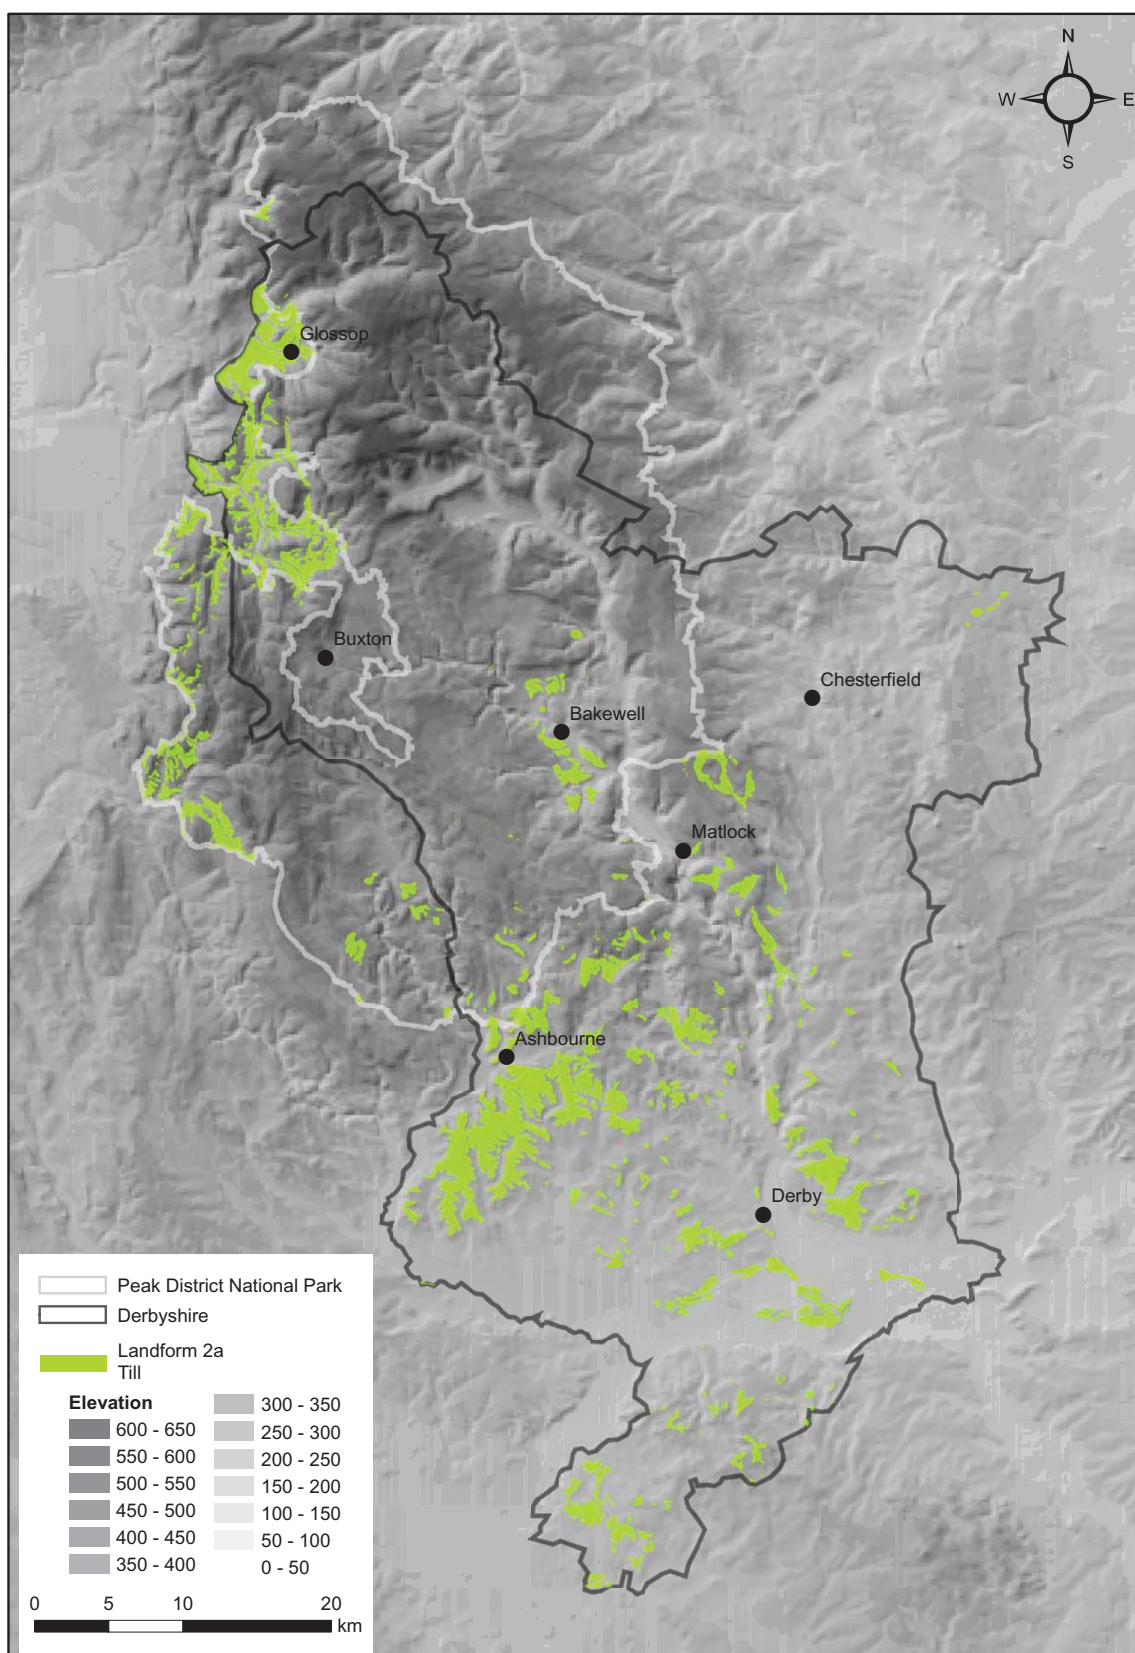 N
W E
S
Glossop
Buxton
Chesterfield
Bakewell
Matlock
Ashbourne
Derby
Peak District National Park
Derbyshire
Landform 2a
Till
Elevation
600 - 650
550 - 600
500 - 550
450 - 500
400 - 450
350 - 400
300 - 350
250 - 300
200 - 250
150 - 200
100 - 150
50 - 100
0 - 50
0 5 10 20
km